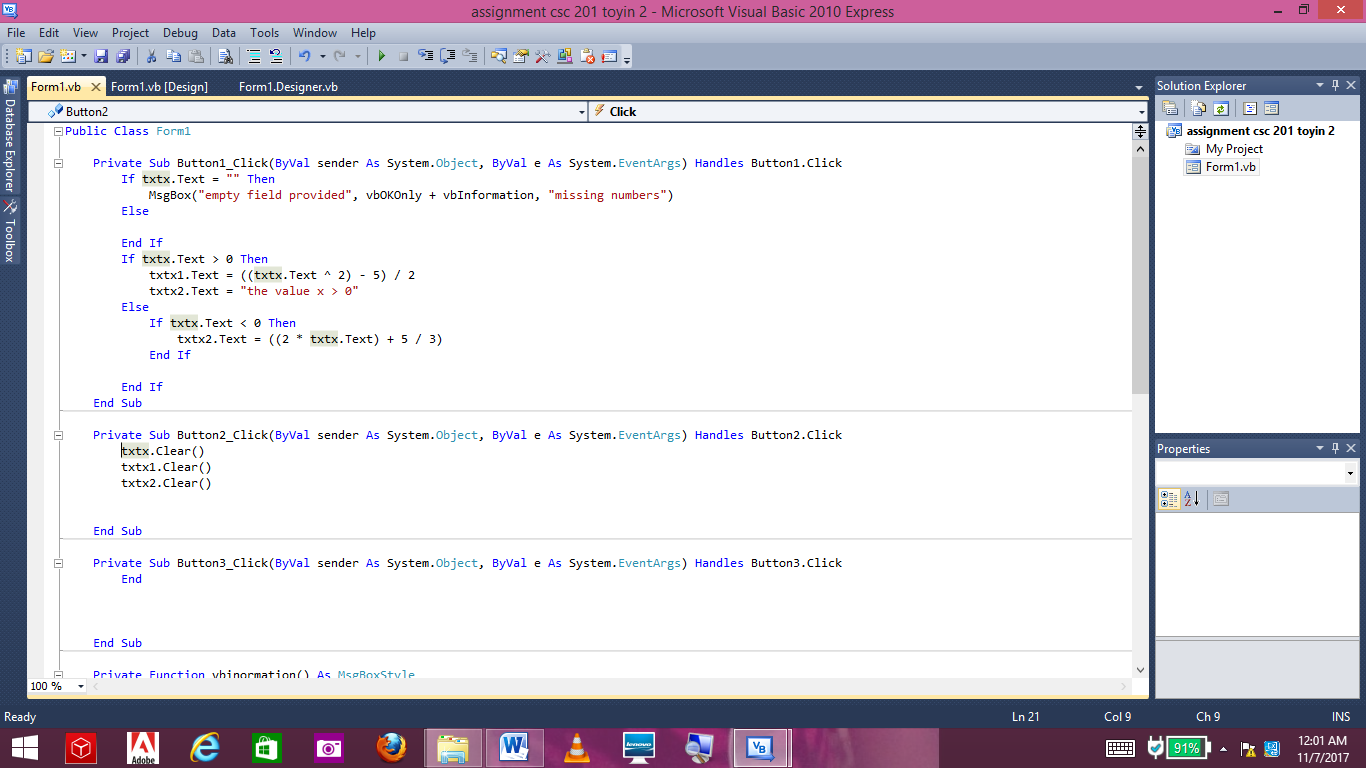 assignment csc 201 toyin 2 - Microsoft Visual Basic 2010 Express
File Edit View Project Debug Data Tools Window Help
Form1.vb Form1.vb [Design] Form1.Designer.vb
Button2 Click
Database Explorer
Toolbox
Public Class Form1
Private Sub Button1_Click(ByVal sender As System.Object, ByVal e As System.EventArgs) Handles Button1.Click
If txtx.Text = "" Then
MsgBox("empty field provided", vbOKOnly + vbInformation, "missing numbers")
Else
End If
If txtx.Text > 0 Then
txtx1.Text = ((txtx.Text ^ 2) - 5) / 2
txtx2.Text = "the value x > 0"
Else
If txtx.Text < 0 Then
txtx2.Text = ((2 * txtx.Text) + 5 / 3)
End If
End If
End Sub
Private Sub Button2_Click(ByVal sender As System.Object, ByVal e As System.EventArgs) Handles Button2.Click
txtx.Clear()
txtx1.Clear()
txtx2.Clear()
End Sub
Private Sub Button3_Click(ByVal sender As System.Object, ByVal e As System.EventArgs) Handles Button3.Click
End
End Sub
Private Function vbinormation() As MsgBoxStyle
100 %
Solution Explorer
assignment csc 201 toyin 2
My Project
Form1.vb
Properties
Ready Ln 21 Col 9 Ch 9 INS
Adobe
lenovo
VB
91%
12:01 AM
11/7/2017